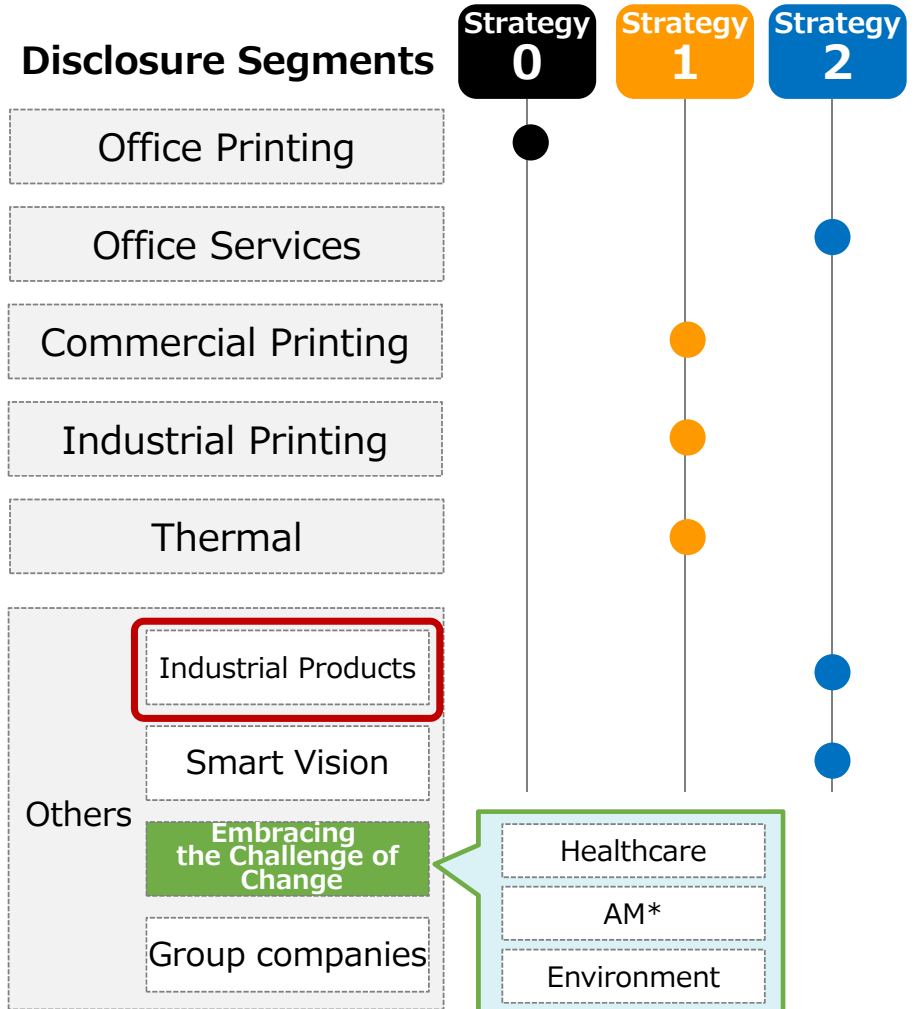 Disclosure Segments
Strategy
0
Strategy
1
Strategy
2
Office Printing
Office Services
Commercial Printing
Industrial Printing
Thermal
Others
Industrial Products
Smart Vision
Embracing
the Challenge of
Change
Group companies
Healthcare
AM*
Environment